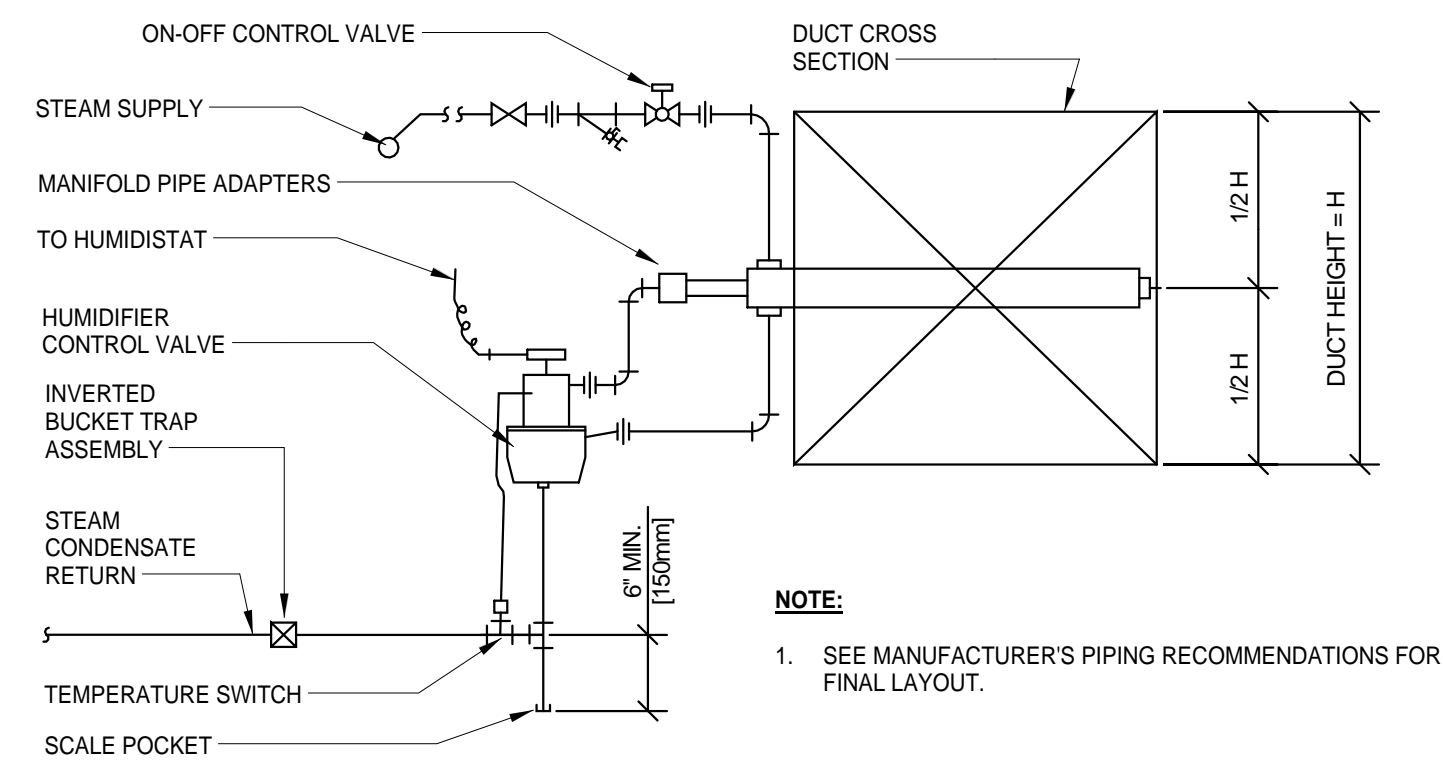 ON-OFF CONTROL VALVE
STEAM SUPPLY
MANIFOLD PIPE ADAPTERS
TO HUMIDISTAT
HUMIDIFIER
CONTROL VALVE
INVERTED
BUCKET TRAP
ASSEMBLY
STEAM
CONDENSATE
RETURN
TEMPERATURE SWITCH
SCALE POCKET
6" MIN.
[150mm]
DUCT CROSS
SECTION
1/2 H
1/2 H
DUCT HEIGHT = H
NOTE:
1. SEE MANUFACTURER'S PIPING RECOMMENDATIONS FOR
FINAL LAYOUT.